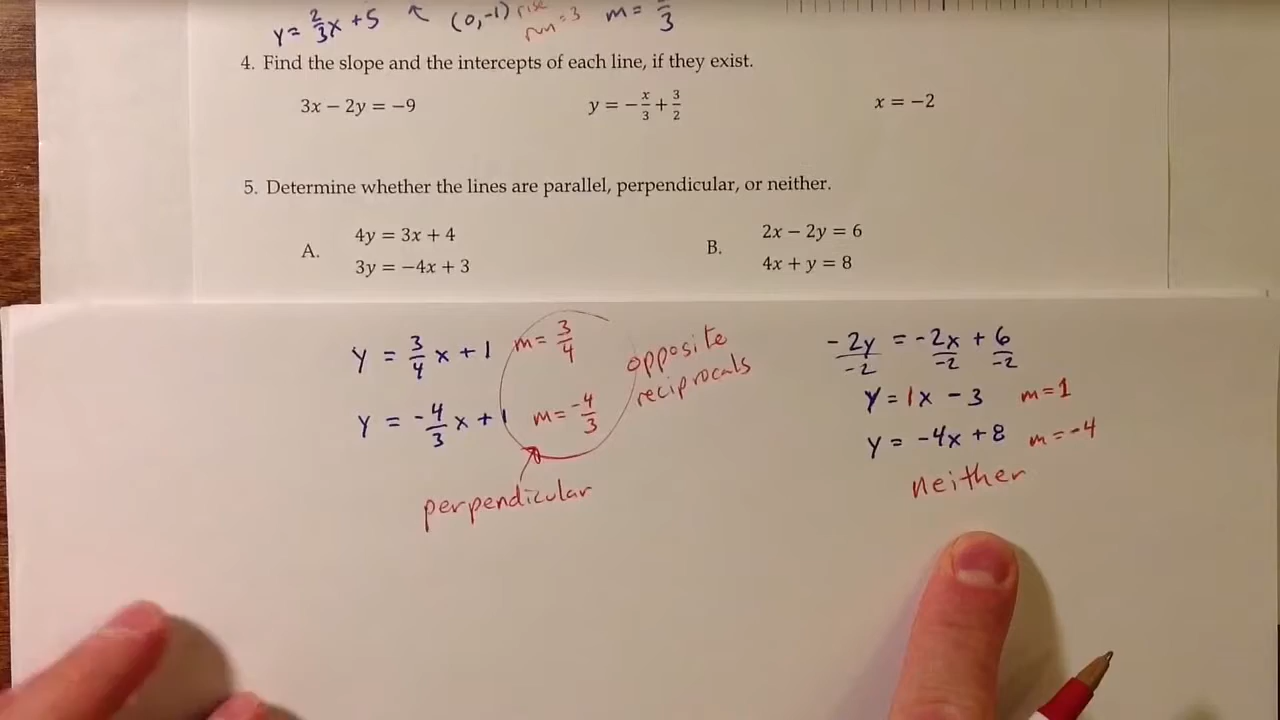 y = 2/3 x + 5 (0,-1) rise run = 3 m = /3
4. Find the slope and the intercepts of each line, if they exist.
3x − 2y = −9 y = −x/3 + 3/2 x = −2
5. Determine whether the lines are parallel, perpendicular, or neither.
A. 4y = 3x + 4
3y = −4x + 3
B. 2x − 2y = 6
4x + y = 8
y = 3/4 x + 1 m = 3/4
y = -4/3 x + 1 m = -4/3
opposite
reciprocals
perpendicular
-2y/-2 = -2x/-2 + 6/-2
y = 1x - 3 m = 1
y = -4x + 8 m = -4
neither